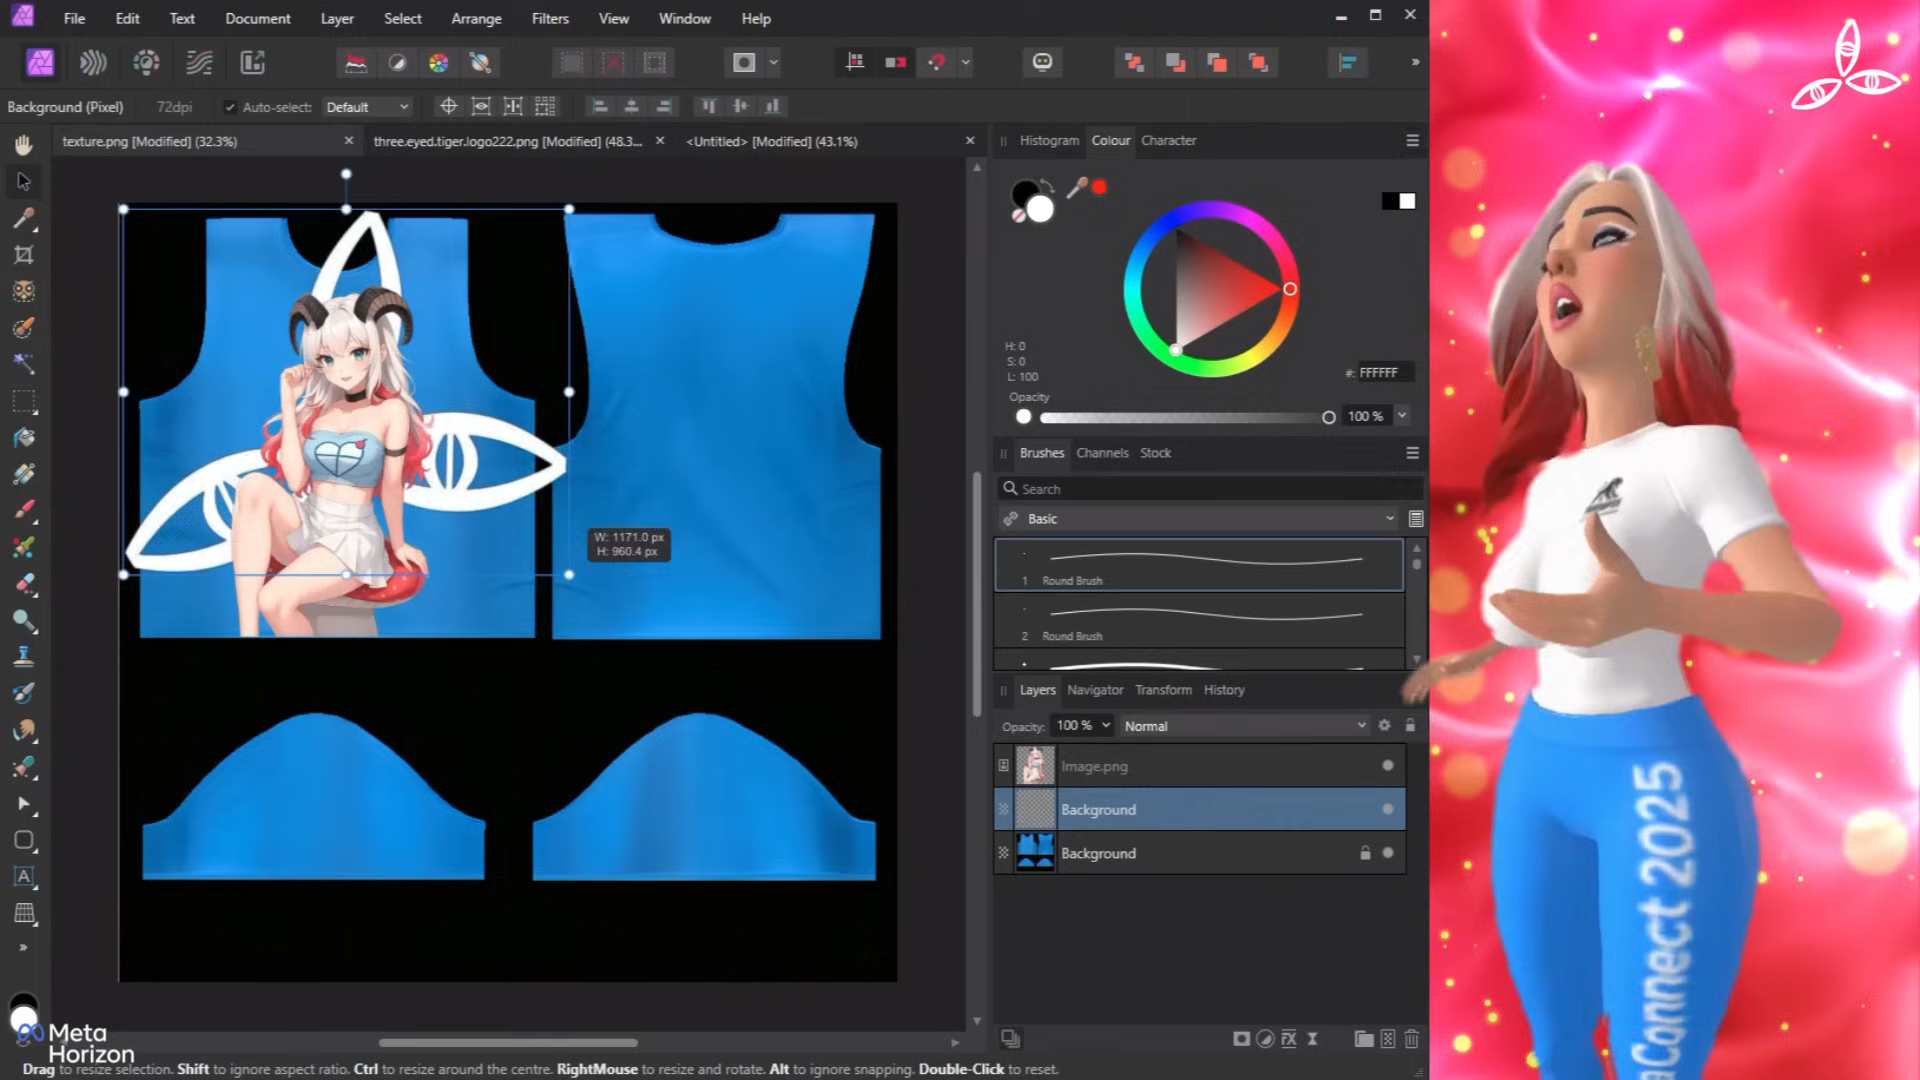 File Edit Text Document Layer Select Arrange Filters View Window Help
Background (Pixel) 72dpi Auto-select: Default
texture.png [Modified] (32.3%) three.eyed.tiger.logo222.png [Modified] (48.3... <Untitled> [Modified] (43.1%)
Histogram Colour Character
H: 0
S: 0
L: 100
#: FFFFFF
Opacity
100 %
Brushes Channels Stock
Search
Basic
1 Round Brush
2 Round Brush
W: 1171.0 px
H: 960.4 px
Layers Navigator Transform History
Opacity: 100 % Normal
Image.png
Background
Background
Meta
Horizon
Drag to resize selection. Shift to ignore aspect ratio. Ctrl to resize around the centre. RightMouse to resize and rotate. Alt to ignore snapping. Double-Click to reset.
aConnect 2025